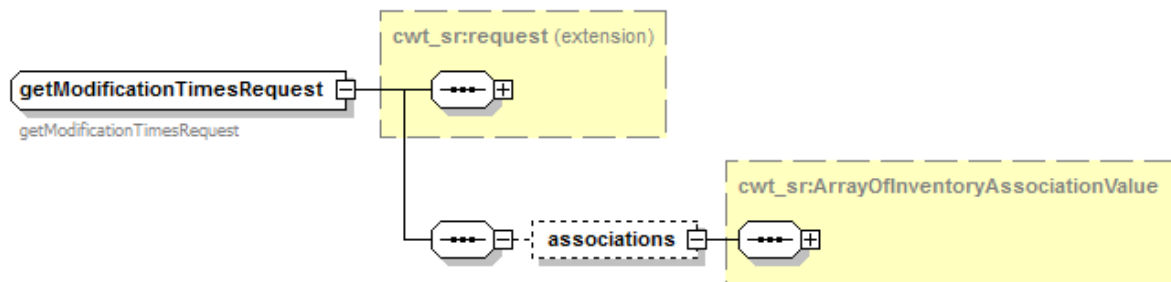 cwt_sr:request (extension)
getModificationTimesRequest
getModificationTimesRequest
cwt_sr:ArrayOfInventoryAssociationValue
associations